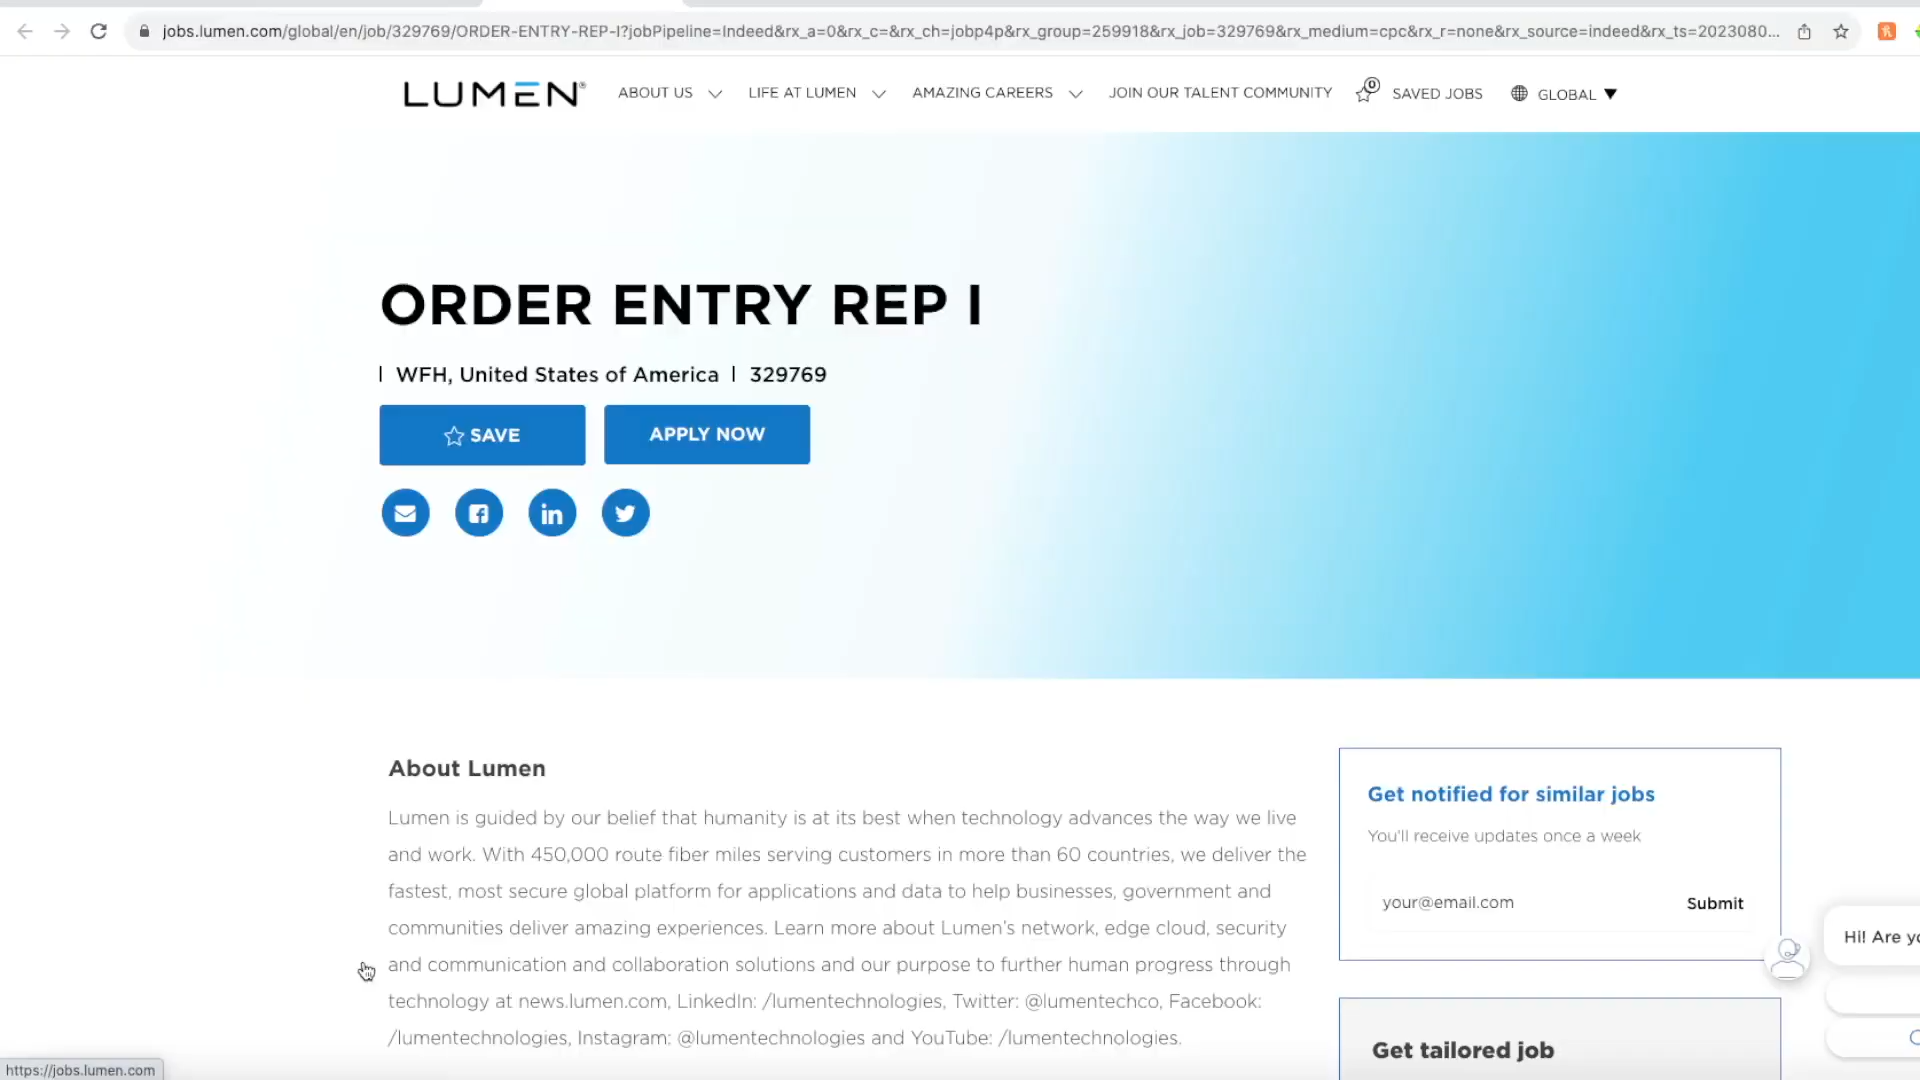 jobs.lumen.com/global/en/job/329769/ORDER-ENTRY-REP-I?jobPipeline=Indeed&rx_a=0&rx_c=&rx_ch=jobp4p&rx_group=259918&rx_job=329769&rx_medium=cpc&rx_r=none&rx_source=indeed&rx_ts=2023080...
LUMEN®
ABOUT US
LIFE AT LUMEN
AMAZING CAREERS
JOIN OUR TALENT COMMUNITY
0
SAVED JOBS
GLOBAL
ORDER ENTRY REP I
| WFH, United States of America | 329769
SAVE
APPLY NOW
About Lumen
Lumen is guided by our belief that humanity is at its best when technology advances the way we live
and work. With 450,000 route fiber miles serving customers in more than 60 countries, we deliver the
fastest, most secure global platform for applications and data to help businesses, government and
communities deliver amazing experiences. Learn more about Lumen's network, edge cloud, security
and communication and collaboration solutions and our purpose to further human progress through
technology at news.lumen.com, LinkedIn: /lumentechnologies, Twitter: @lumentechco, Facebook:
/lumentechnologies, Instagram: @lumentechnologies and YouTube: /lumentechnologies.
Get notified for similar jobs
You'll receive updates once a week
your@email.com
Submit
Hi! Are yo
Get tailored job
https://jobs.lumen.com